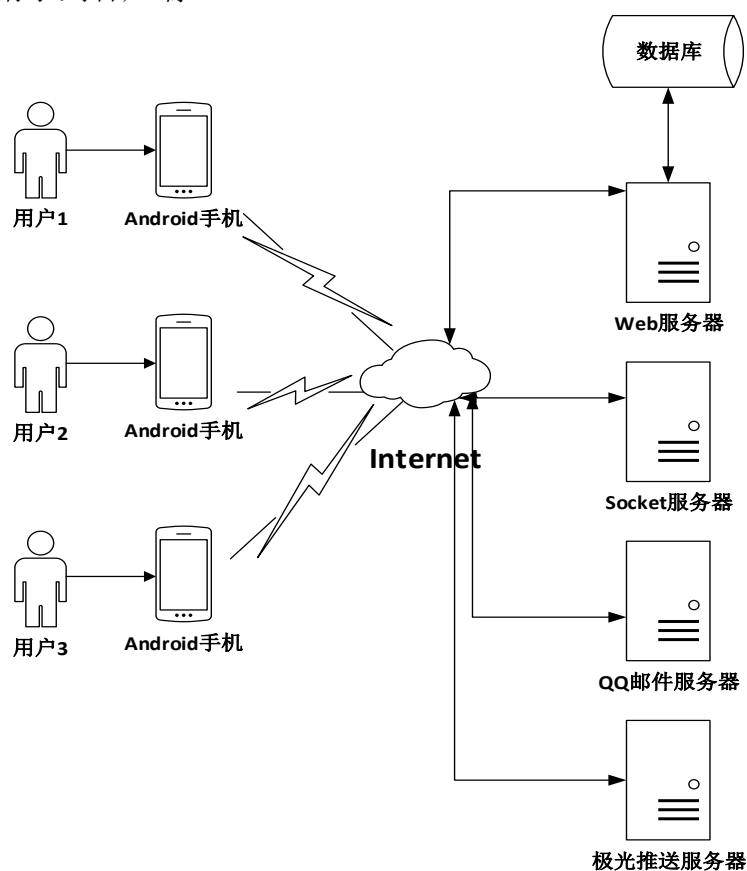 数据库
用户1
Android手机
Web服务器
用户2
Android手机
Internet
Socket服务器
用户3
Android手机
QQ邮件服务器
极光推送服务器